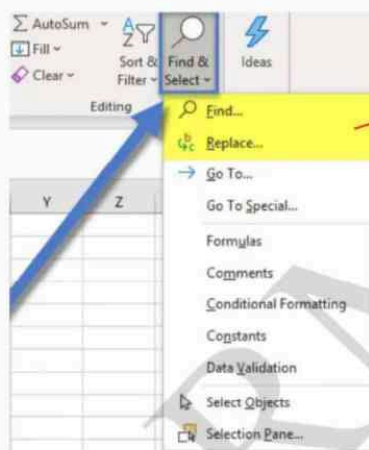 AutoSum
Fill
Clear
Sort &
Filter
Find &
Select
Ideas
Editing
Find...
Replace...
Go To...
Go To Special...
Formulas
Comments
Conditional Formatting
Constants
Data Validation
Select Objects
Selection Pane...
Y Z